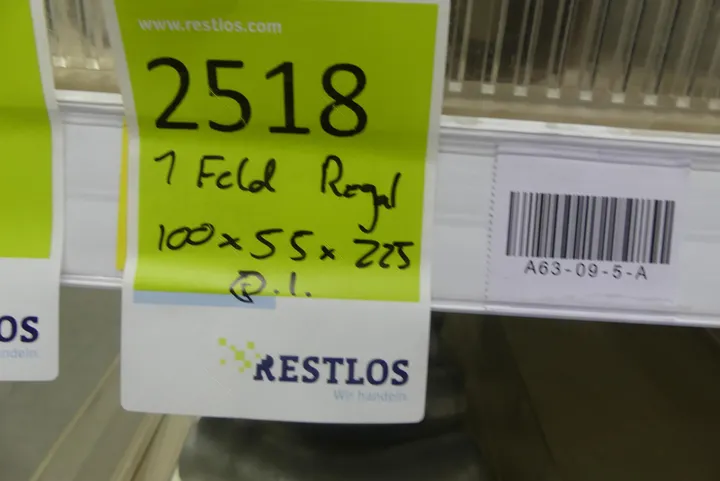 www.restlos.com
2518
1 Feld Regal
100 x 55 x 225
RESTLOS
Wir handeln.
OS
A63-09-5-A